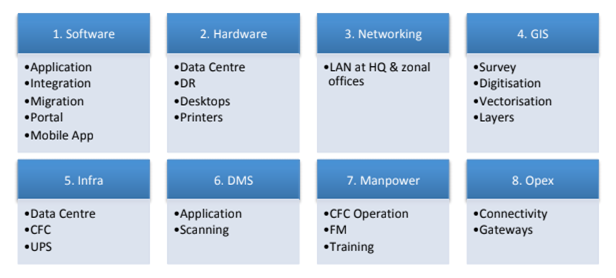 1. Software
•Application
•Integration
•Migration
•Portal
•Mobile App
2. Hardware
•Data Centre
•DR
•Desktops
•Printers
3. Networking
•LAN at HQ & zonal
offices
4. GIS
•Survey
•Digitisation
•Vectorisation
•Layers
5. Infra
•Data Centre
•CFC
•UPS
6. DMS
•Application
•Scanning
7. Manpower
•CFC Operation
•FM
•Training
8. Opex
•Connectivity
•Gateways